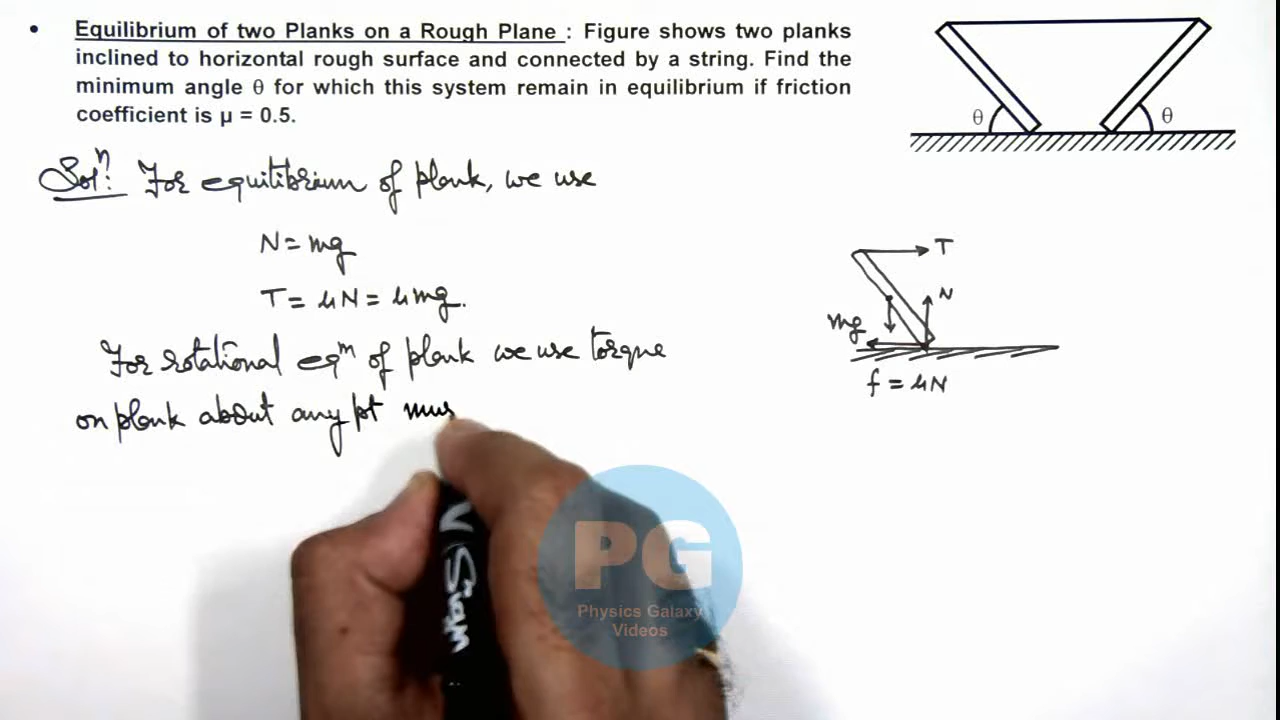 • Equilibrium of two Planks on a Rough Plane : Figure shows two planks
inclined to horizontal rough surface and connected by a string. Find the
minimum angle θ for which this system remain in equilibrium if friction
coefficient is μ = 0.5.
θ θ
Solⁿ: For equilibrium of plank, we use
N = mg
T = μN = μmg.
For rotational eqᵐ of plank we use torque
on plank about any pt mus
T
N
mg
f = μN
V Sign
PG
Physics Galaxy
Videos